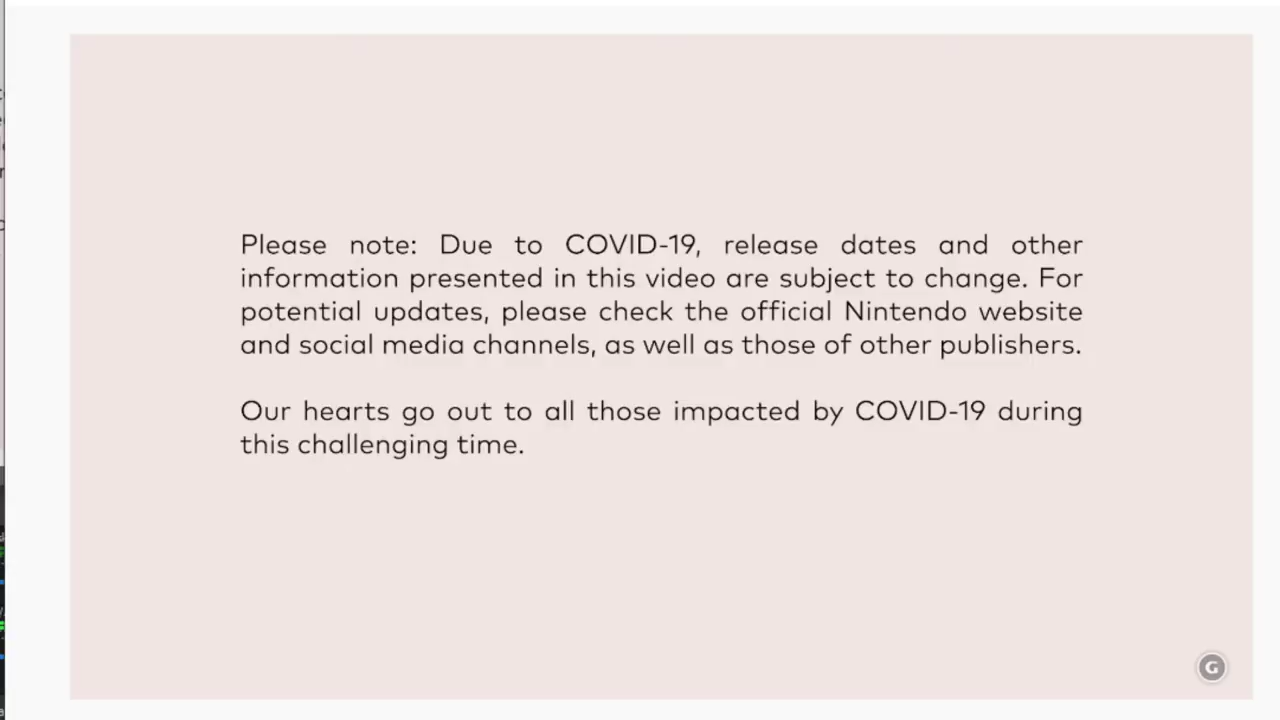 Please note: Due to COVID-19, release dates and other
information presented in this video are subject to change. For
potential updates, please check the official Nintendo website
and social media channels, as well as those of other publishers.
Our hearts go out to all those impacted by COVID-19 during
this challenging time.
G